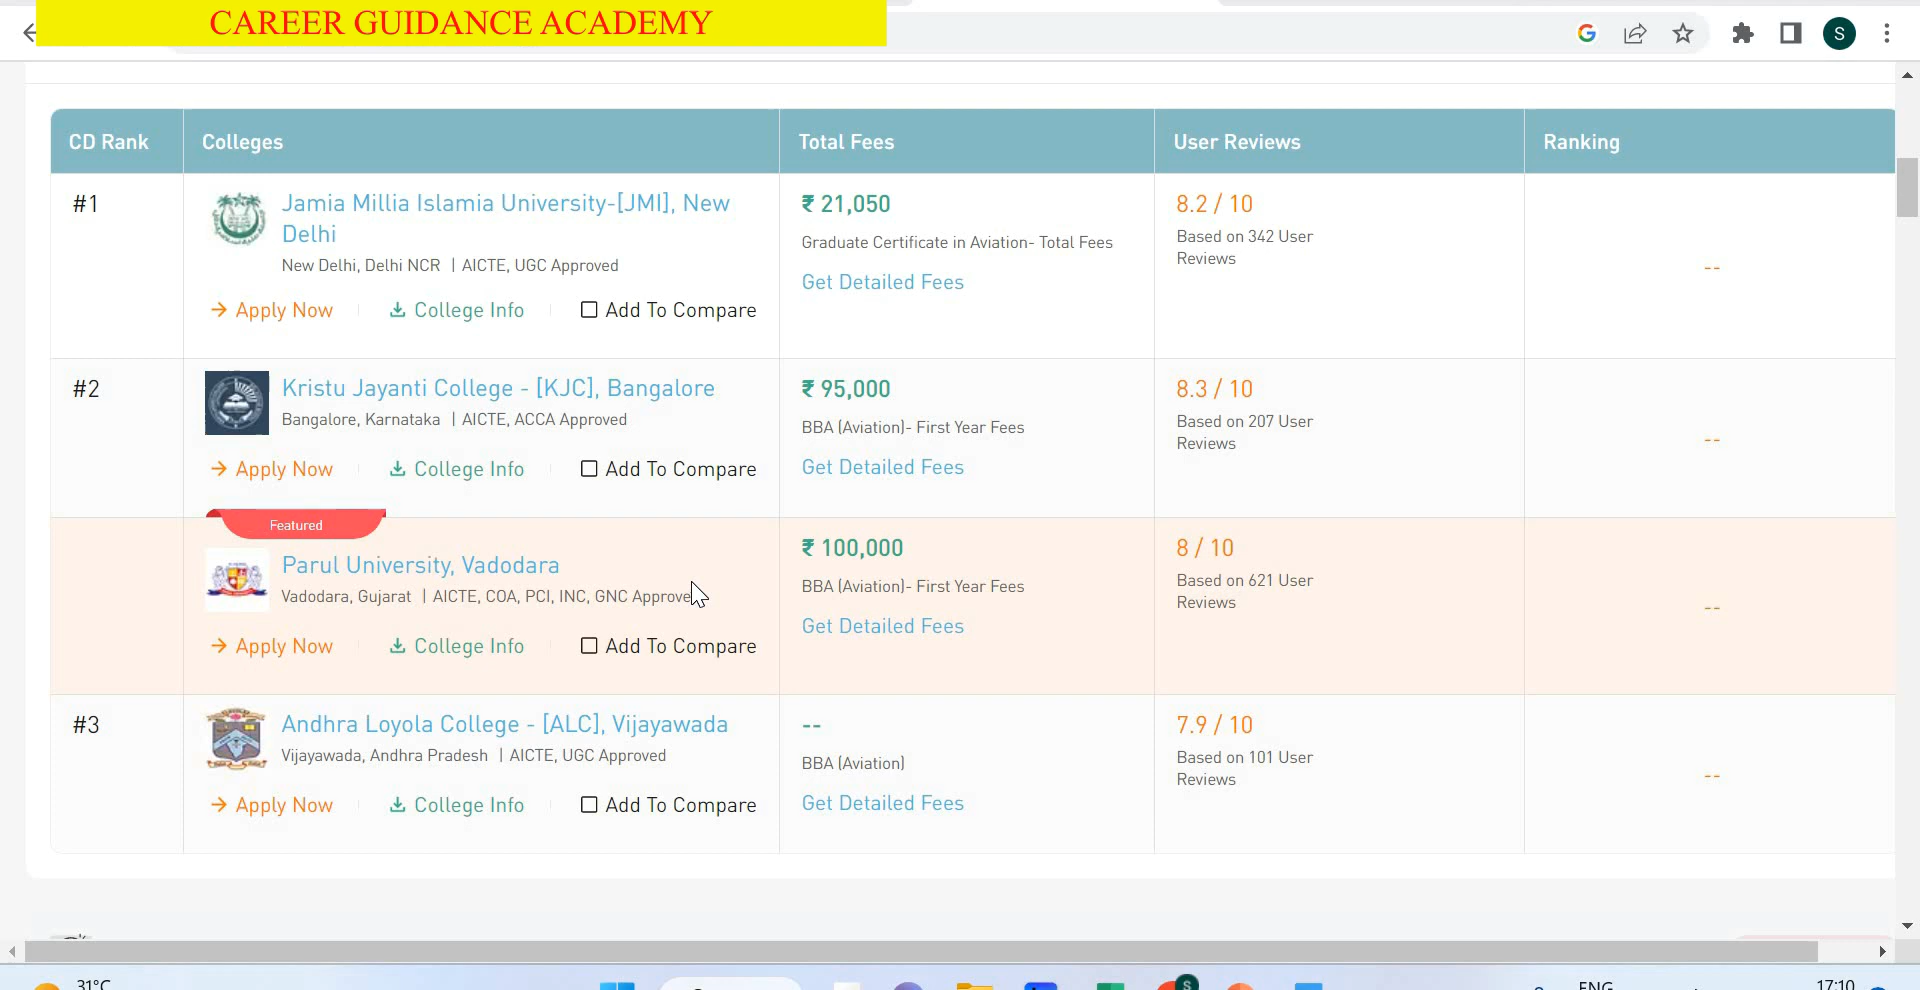 CAREER GUIDANCE ACADEMY
S
CD Rank Colleges Total Fees User Reviews Ranking
#1 Jamia Millia Islamia University-[JMI], New ₹ 21,050 8.2 / 10
Delhi Graduate Certificate in Aviation- Total Fees Based on 342 User
New Delhi, Delhi NCR | AICTE, UGC Approved Get Detailed Fees Reviews
--
Apply Now College Info Add To Compare
#2 Kristu Jayanti College - [KJC], Bangalore ₹ 95,000 8.3 / 10
Bangalore, Karnataka | AICTE, ACCA Approved BBA (Aviation)- First Year Fees Based on 207 User
Reviews --
Apply Now College Info Add To Compare Get Detailed Fees
Featured
Parul University, Vadodara ₹ 100,000 8 / 10
Vadodara, Gujarat | AICTE, COA, PCI, INC, GNC Approve BBA (Aviation)- First Year Fees Based on 621 User
Reviews --
Apply Now College Info Add To Compare Get Detailed Fees
#3 Andhra Loyola College - [ALC], Vijayawada -- 7.9 / 10
Vijayawada, Andhra Pradesh | AICTE, UGC Approved BBA (Aviation) Based on 101 User
Reviews --
Apply Now College Info Add To Compare Get Detailed Fees
31°C S ENG 17:10